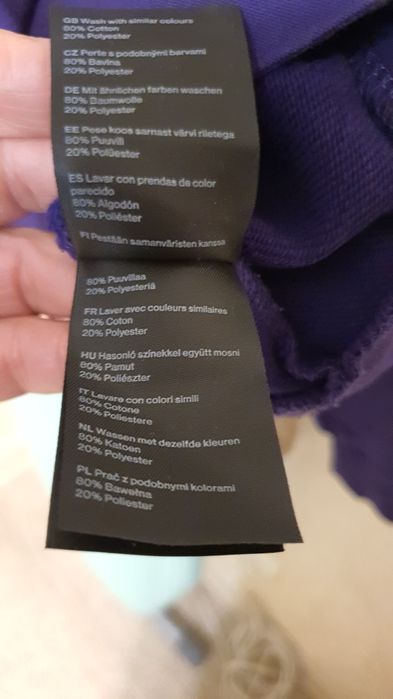 GB Wash with similar colours
80% Cotton
20% Polyester
CZ Perte s podobnými barvami
80% Bavlna
20% Polyester
DE Mit ähnlichen farben waschen
80% Baumwolle
20% Polyester
EE Pese koos sarnast värvi riietega
80% Puuvill
20% Polüester
ES Lavar con prendas de color
parecido
80% Algodón
20% Poliéster
FI Pestään samanväristen kanssa
80% Puuvillaa
20% Polyesteriä
FR Laver avec couleurs similaires
80% Coton
20% Polyester
HU Hasonló színekkel együtt mosni
80% Pamut
20% Poliészter
IT Lavare con colori simili
80% Cotone
20% Poliestere
NL Wassen met dezelfde kleuren
80% Katoen
20% Polyester
PL Prać z podobnymi kolorami
80% Bawełna
20% Poliester